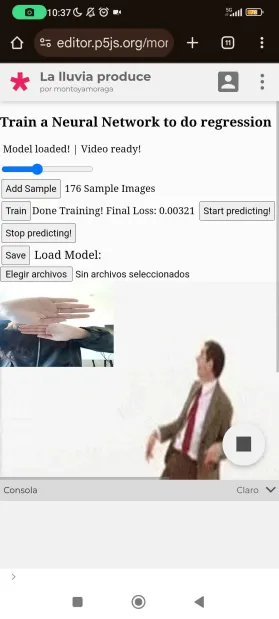 10:37
5G
editor.p5js.org/mor
11
La lluvia produce
por montoyamoraga
Train a Neural Network to do regression
Model loaded! | Video ready!
Add Sample 176 Sample Images
Train Done Training! Final Loss: 0.00321 Start predicting!
Stop predicting!
Save Load Model:
Elegir archivos Sin archivos seleccionados
Consola Claro